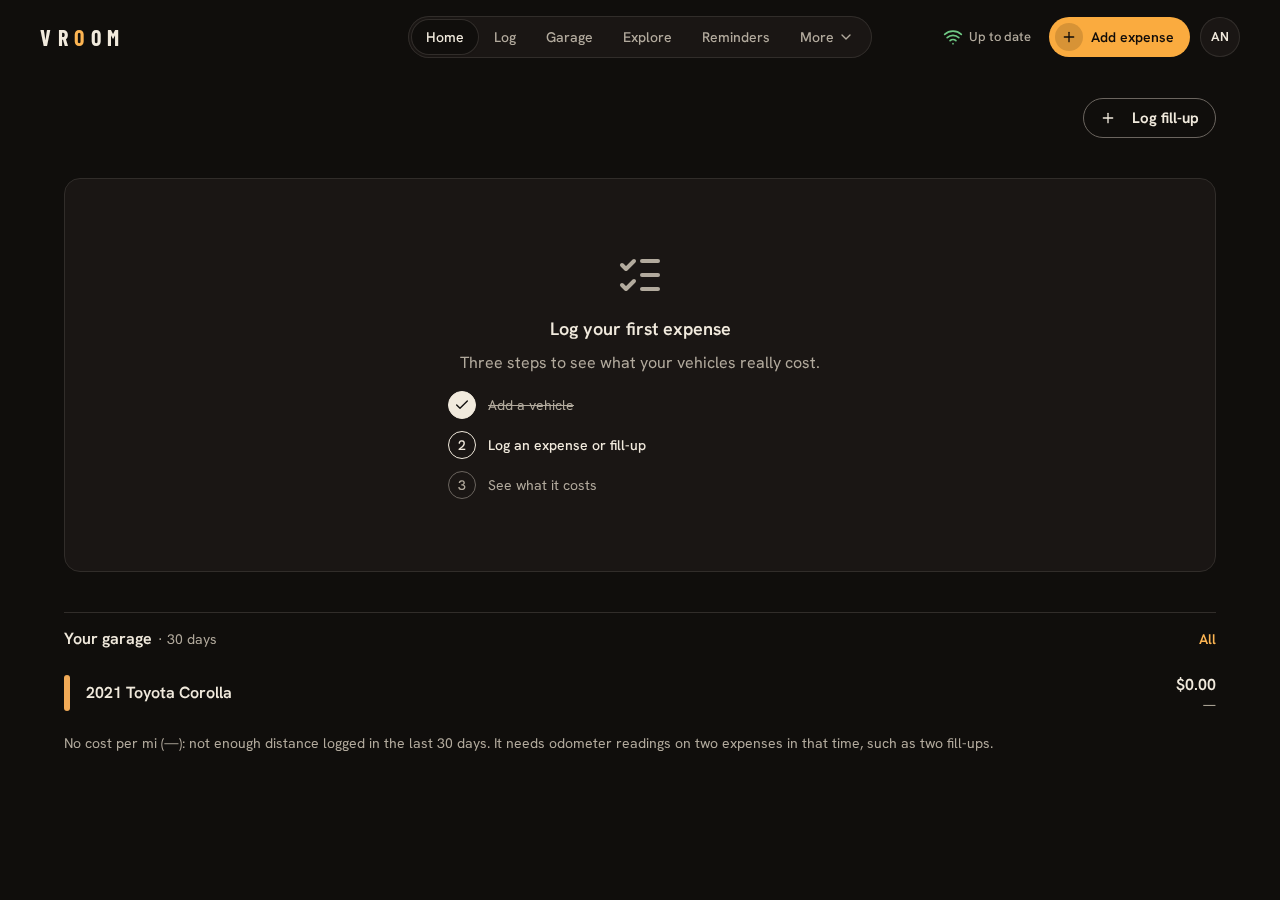 VROOM
Home
Log
Garage
Explore
Reminders
More
Up to date
Add expense
AN
Log fill-up
Log your first expense
Three steps to see what your vehicles really cost.
Add a vehicle
2 Log an expense or fill-up
3 See what it costs
Your garage · 30 days
All
2021 Toyota Corolla
$0.00
—
No cost per mi (—): not enough distance logged in the last 30 days. It needs odometer readings on two expenses in that time, such as two fill-ups.